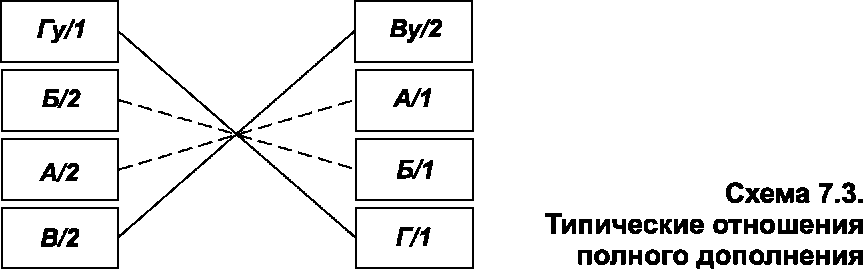 Гу/1 Ву/2
Б/2 А/1
А/2 Б/1
В/2 Г/1
Схема 7.3.
Типические отношения
полного дополнения